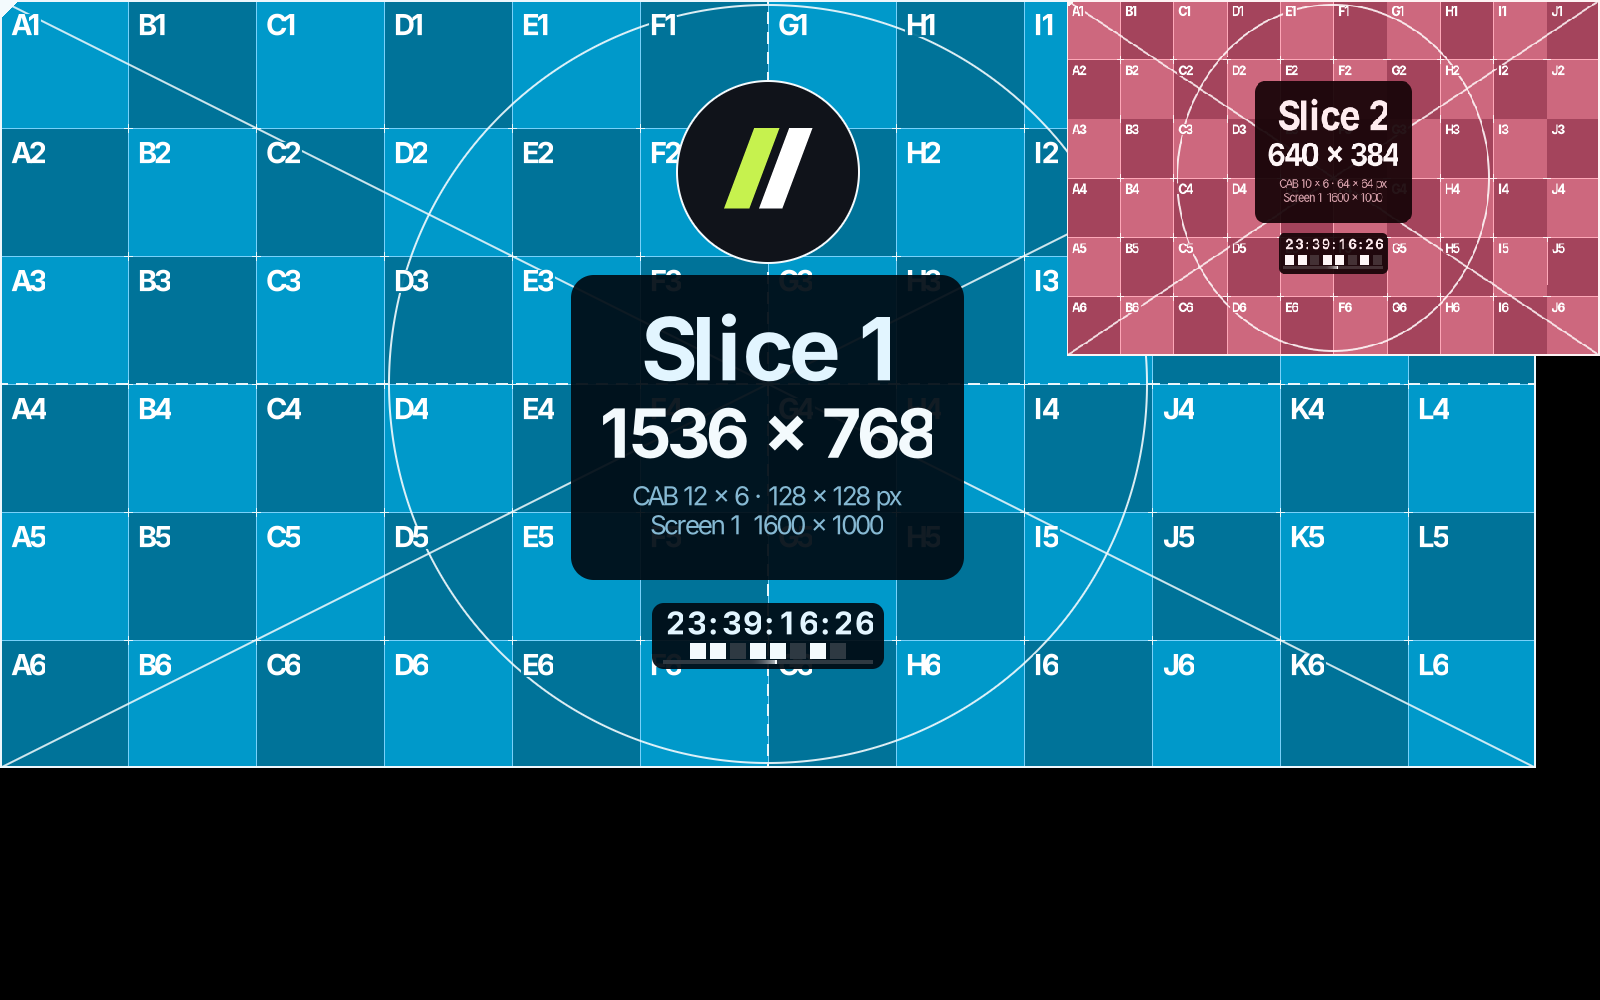 A1 B1 C1 D1 E1 F1 G1 H1 I1
A2 B2 C2 D2 E2 F2 H2 I2
A3 B3 C3 D3 E3 F3 G3 H3 I3
Slice 1
1536 × 768
A4 B4 C4 D4 E4 G4 I4 J4 K4 L4
CAB 12 × 6 · 128 × 128 px
Screen 1 1600 × 1000
A5 B5 C5 D5 E5 H5 I5 J5 K5 L5
23:39:16:26
A6 B6 C6 D6 E6 H6 I6 J6 K6 L6
A1 B1 C1 D1 E1 F1 G1 H1 I1 J1
A2 B2 C2 D2 E2 F2 G2 H2 I2 J2
Slice 2
A3 B3 C3 D3 H3 I3 J3
640 × 384
CAB 10 × 6 · 64 × 64 px
Screen 1 1600 × 1000
A4 B4 C4 D4 H4 I4 J4
23:39:16:26
A5 B5 C5 D5 G5 H5 I5 J5
A6 B6 C6 D6 E6 F6 G6 H6 I6 J6